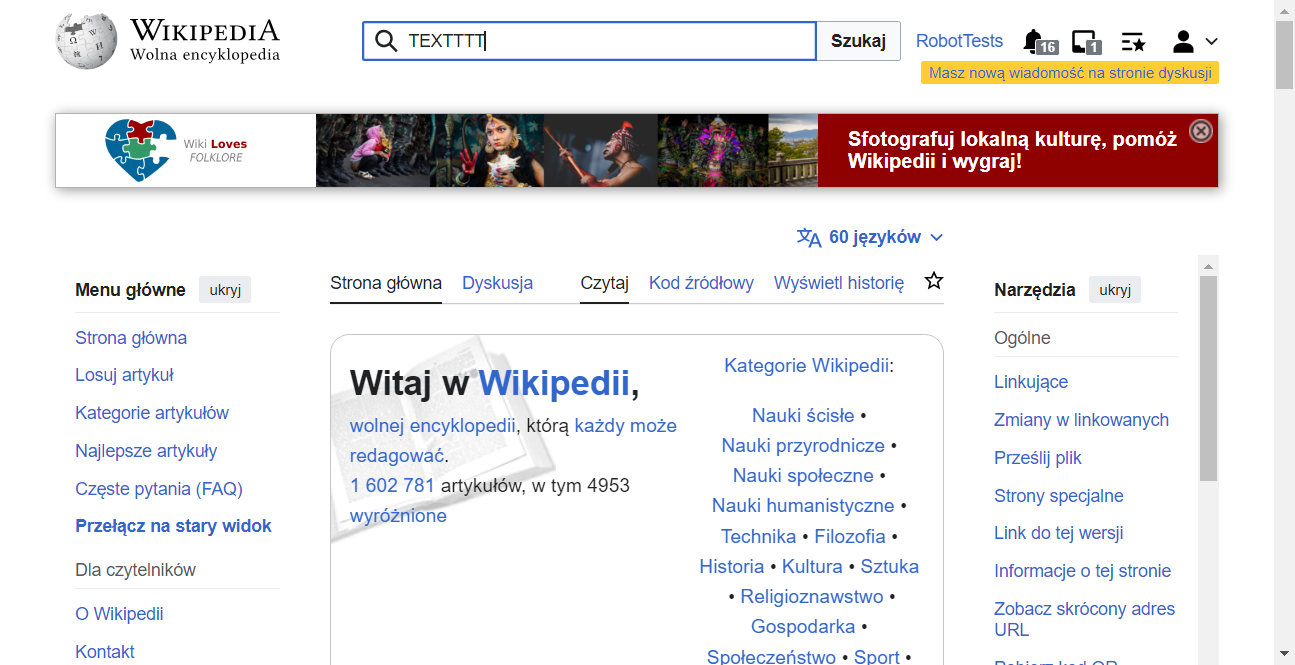 WIKIPEDIA
Wolna encyklopedia
TEXTTTT
Szukaj
RobotTests
16
1
Masz nową wiadomość na stronie dyskusji
Wiki Loves
FOLKLORE
Sfotografuj lokalną kulturę, pomóż
Wikipedii i wygraj!
60 języków
Menu główne ukryj
Strona główna
Losuj artykuł
Kategorie artykułów
Najlepsze artykuły
Częste pytania (FAQ)
Przełącz na stary widok
Dla czytelników
O Wikipedii
Kontakt
Strona główna Dyskusja Czytaj Kod źródłowy Wyświetl historię
Witaj w Wikipedii,
wolnej encyklopedii, którą każdy może
redagować.
1 602 781 artykułów, w tym 4953
wyróżnione
Kategorie Wikipedii:
Nauki ścisłe •
Nauki przyrodnicze •
Nauki społeczne •
Nauki humanistyczne •
Technika • Filozofia •
Historia • Kultura • Sztuka
• Religioznawstwo •
Gospodarka •
Społeczeństwo • Sport •
Narzędzia ukryj
Ogólne
Linkujące
Zmiany w linkowanych
Prześlij plik
Strony specjalne
Link do tej wersji
Informacje o tej stronie
Zobacz skrócony adres
URL
Pobierz kod QR